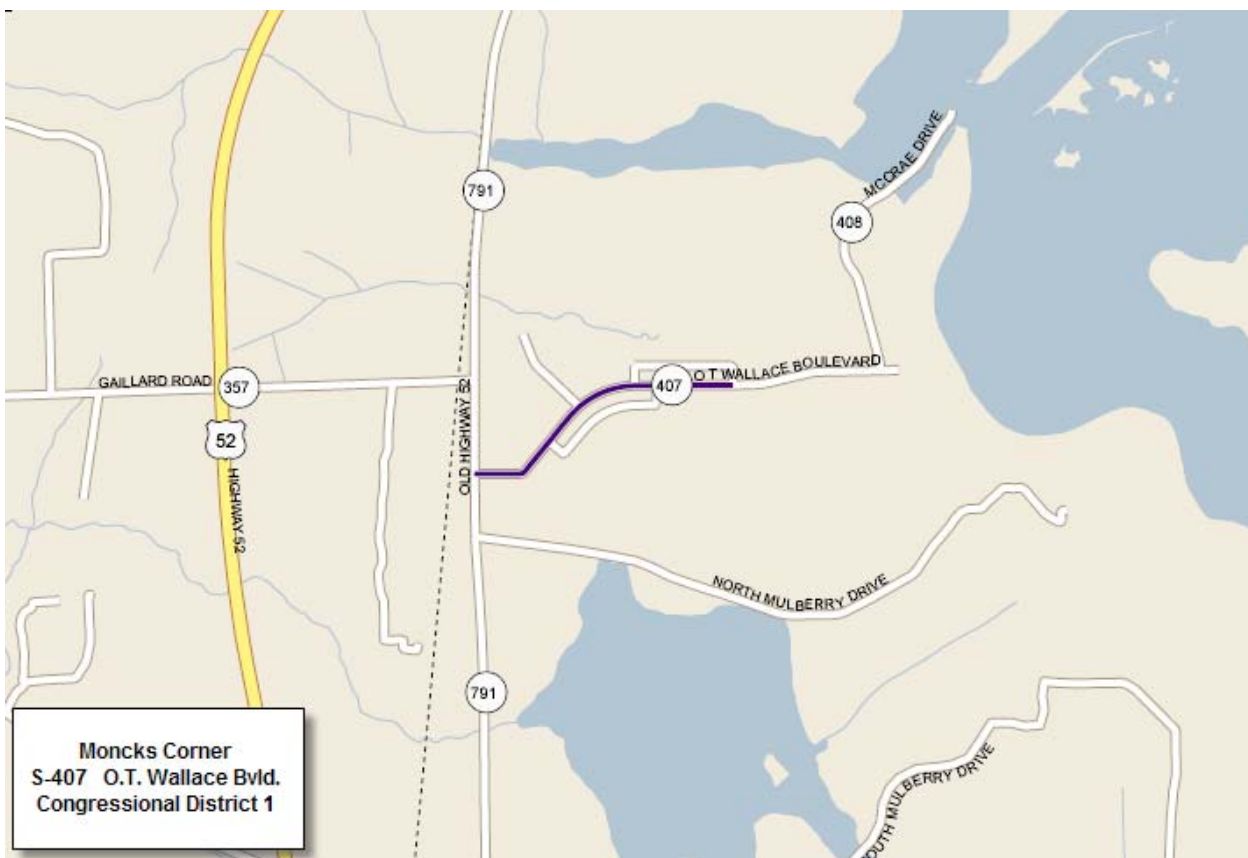 791
MCCRAE DRIVE
408
GAILLARD ROAD
357
O T WALLACE BOULEVARD
407
52
HIGHWAY 52
OLD HIGHWAY 52
NORTH MULBERRY DRIVE
791
SOUTH MULBERRY DRIVE
Moncks Corner
S-407 O.T. Wallace Bvld.
Congressional District 1